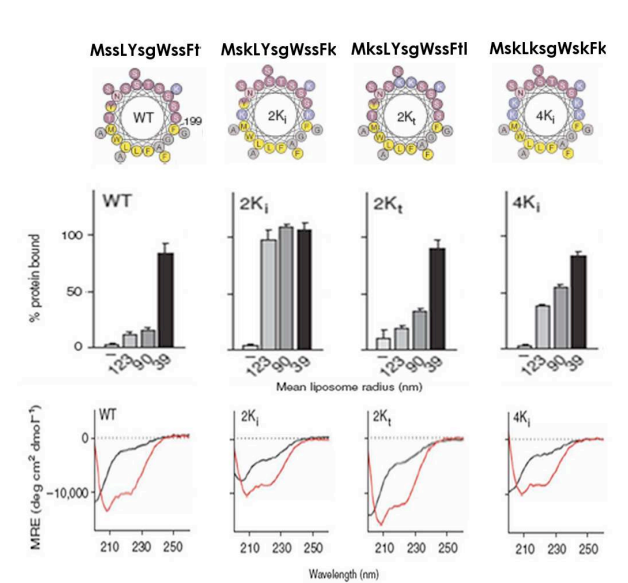 MssLYsgWssFt MskLYsgWssFk MksLYsgWssFtl MskLksgWskFk
WT 2Ki 2Kt 4Ki
199
WT 2Ki 2Kt 4Ki
% protein bound
100
50
0
– 123 90 39 – 123 90 39 – 123 90 39 – 123 90 39
Mean liposome radius (nm)
WT 2Ki 2Kt 4Ki
MRE (deg cm² dmol⁻¹)
0
−10,000
210 230 250 210 230 250 210 230 250 210 230 250
Wavelength (nm)